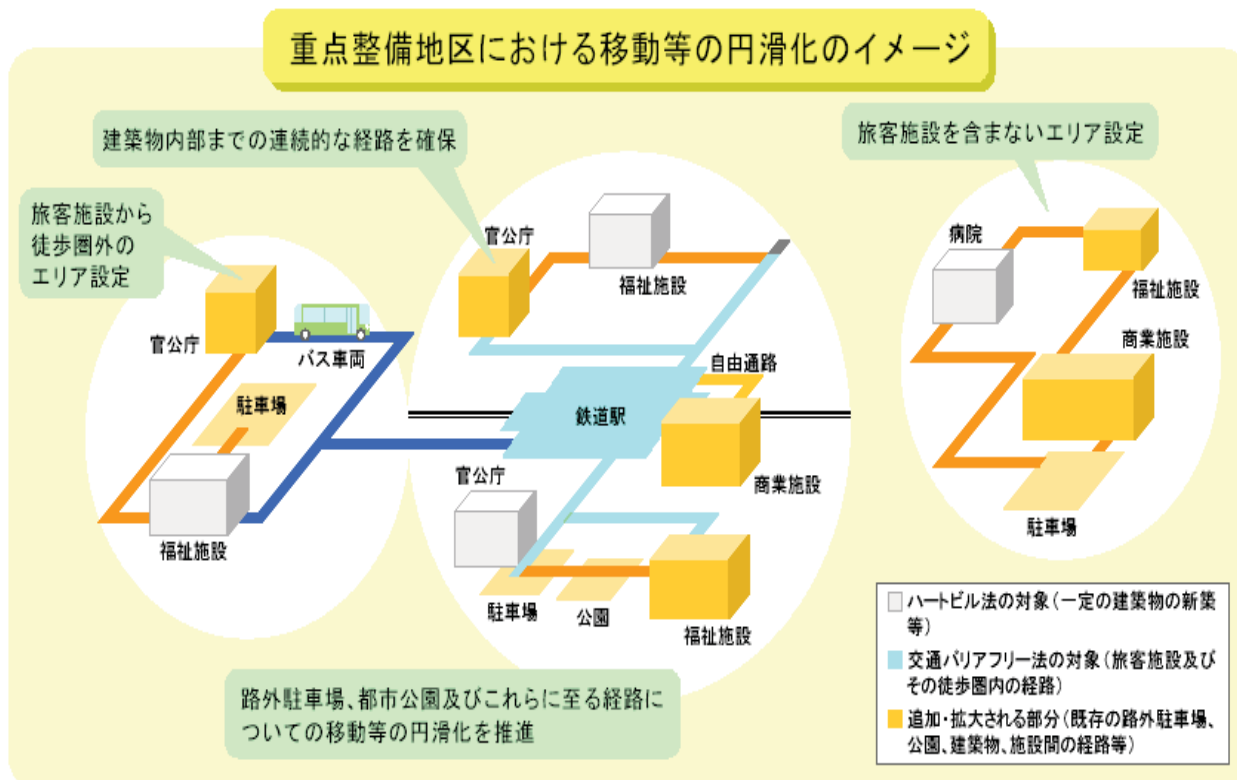 重点整備地区における移動等の円滑化のイメージ
建築物内部までの連続的な経路を確保
旅客施設を含まないエリア設定
旅客施設から
徒歩圏外の
エリア設定
官公庁
バス車両
駐車場
福祉施設
官公庁
福祉施設
自由通路
鉄道駅
商業施設
官公庁
駐車場
公園
福祉施設
病院
福祉施設
商業施設
駐車場
路外駐車場、都市公園及びこれらに至る経路に
ついての移動等の円滑化を推進
ハートビル法の対象(一定の建築物の新築
等)
交通バリアフリー法の対象(旅客施設及び
その徒歩圏内の経路)
追加・拡大される部分(既存の路外駐車場、
公園、建築物、施設間の経路等)